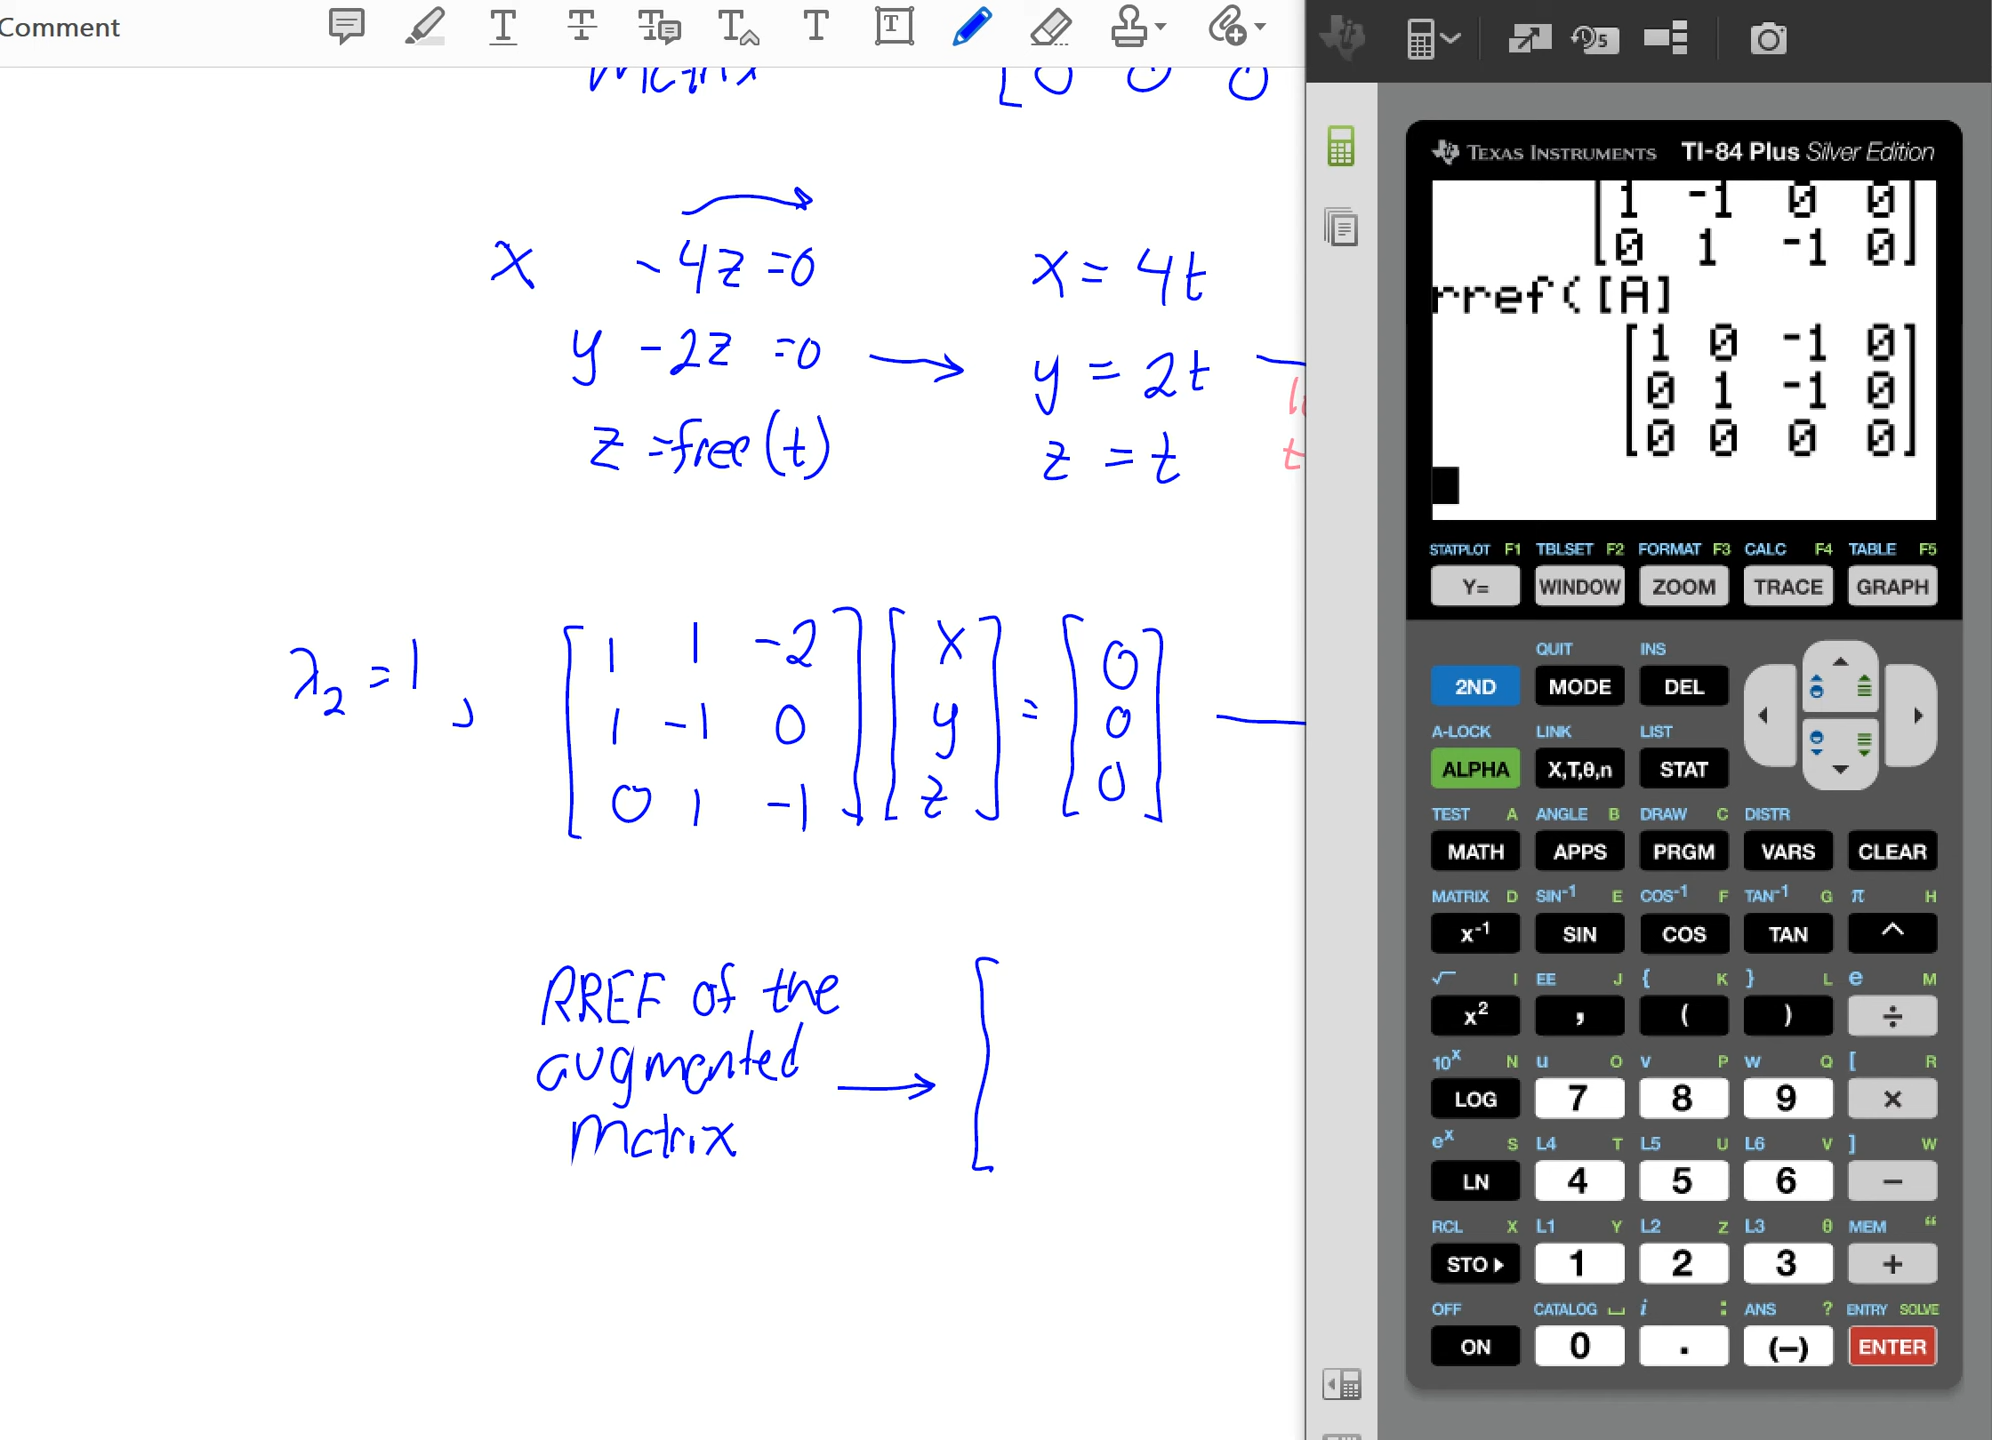 Comment
matrix [0 0 0
x -4z=0 x = 4t
y -2z =0 → y = 2t
z =free(t) z = t
λ₂ =1, [1 1 -2] [x] = [0]
[1 -1 0] [y] [0]
[0 1 -1] [z] [0]
RREF of the
augmented → [
matrix
TEXAS INSTRUMENTS TI-84 Plus Silver Edition
[1 -1 0 0]
[0 1 -1 0]
rref([A]
[1 0 -1 0]
[0 1 -1 0]
[0 0 0 0]
STATPLOT F1 TBLSET F2 FORMAT F3 CALC F4 TABLE F5
Y= WINDOW ZOOM TRACE GRAPH
QUIT INS
2ND MODE DEL
A-LOCK LINK LIST
ALPHA X,T,θ,n STAT
TEST A ANGLE B DRAW C DISTR
MATH APPS PRGM VARS CLEAR
MATRIX D SIN⁻¹ E COS⁻¹ F TAN⁻¹ G π H
x⁻¹ SIN COS TAN ^
√ I EE J { K } L e M
x² , ( ) ÷
10ˣ N u O v P w Q [ R
LOG 7 8 9 ×
eˣ S L4 T L5 U L6 V ] W
LN 4 5 6 −
RCL X L1 Y L2 Z L3 θ MEM “
STO▸ 1 2 3 +
OFF CATALOG ⎵ i : ANS ? ENTRY SOLVE
ON 0 . (−) ENTER